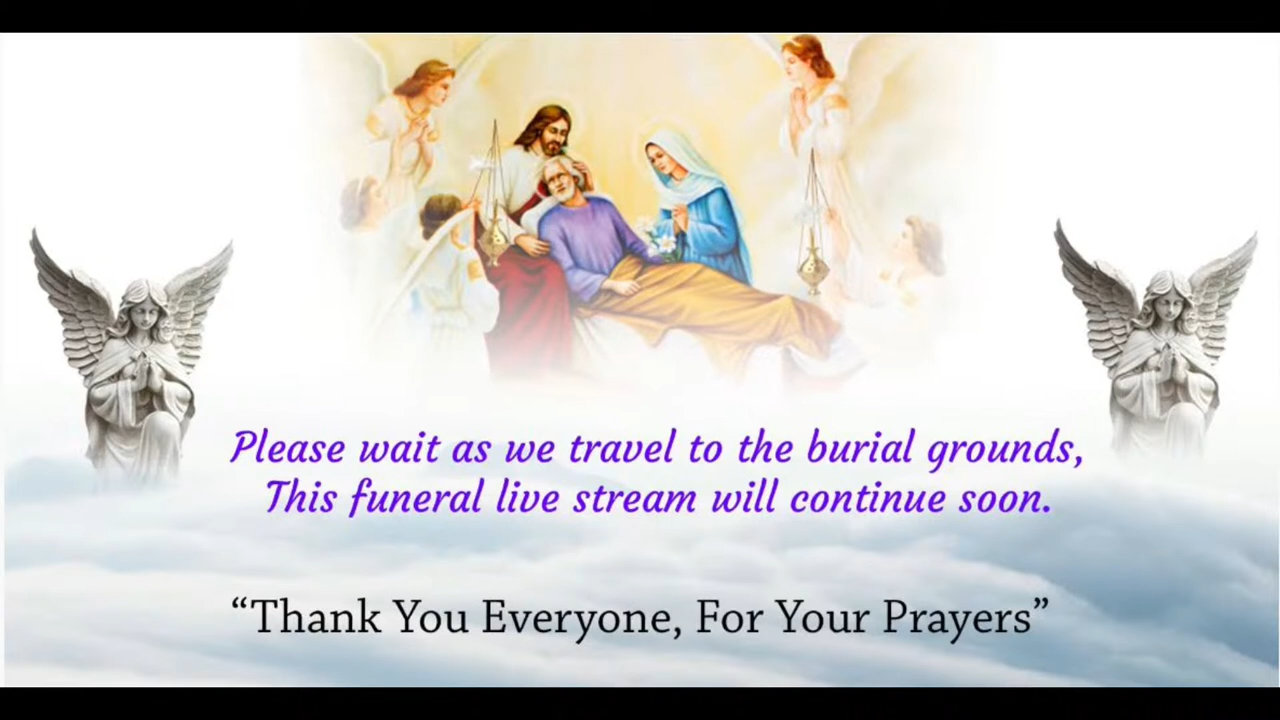 Please wait as we travel to the burial grounds,
This funeral live stream will continue soon.
“Thank You Everyone, For Your Prayers”